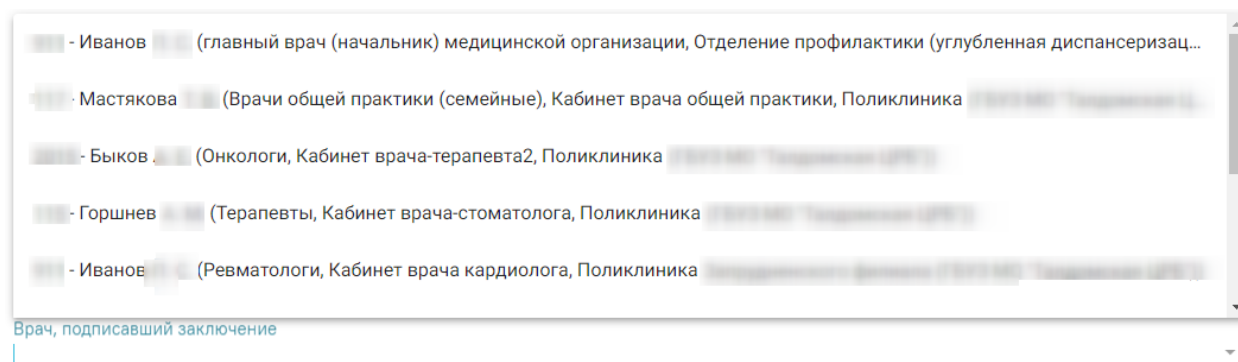 - Иванов (главный врач (начальник) медицинской организации, Отделение профилактики (углубленная диспансеризац...
- Мастякова (Врачи общей практики (семейные), Кабинет врача общей практики, Поликлиника
- Быков (Онкологи, Кабинет врача-терапевта2, Поликлиника
- Горшнев (Терапевты, Кабинет врача-стоматолога, Поликлиника
- Иванов (Ревматологи, Кабинет врача кардиолога, Поликлиника
Врач, подписавший заключение